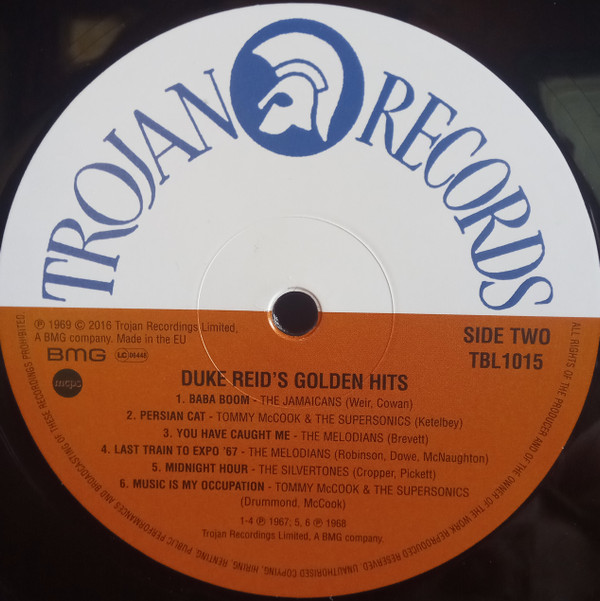 TROJAN RECORDS
℗ 1969 © 2016 Trojan Recordings Limited,
A BMG company. Made in the EU
BMG LC 06448
mcps
SIDE TWO
TBL1015
DUKE REID'S GOLDEN HITS
1. BABA BOOM - THE JAMAICANS (Weir, Cowan)
2. PERSIAN CAT - TOMMY McCOOK & THE SUPERSONICS (Ketelbey)
3. YOU HAVE CAUGHT ME - THE MELODIANS (Brevett)
4. LAST TRAIN TO EXPO '67 - THE MELODIANS (Robinson, Dowe, McNaughton)
5. MIDNIGHT HOUR - THE SILVERTONES (Cropper, Pickett)
6. MUSIC IS MY OCCUPATION - TOMMY McCOOK & THE SUPERSONICS
(Drummond, McCook)
1-4 ℗ 1967; 5, 6 ℗ 1968
Trojan Recordings Limited, A BMG company.
ALL RIGHTS OF THE PRODUCER AND OF THE OWNER OF THE WORK REPRODUCED RESERVED. UNAUTHORISED COPYING, HIRING, RENTING, PUBLIC PERFORMANCES AND BROADCASTING OF THESE RECORDINGS PROHIBITED.